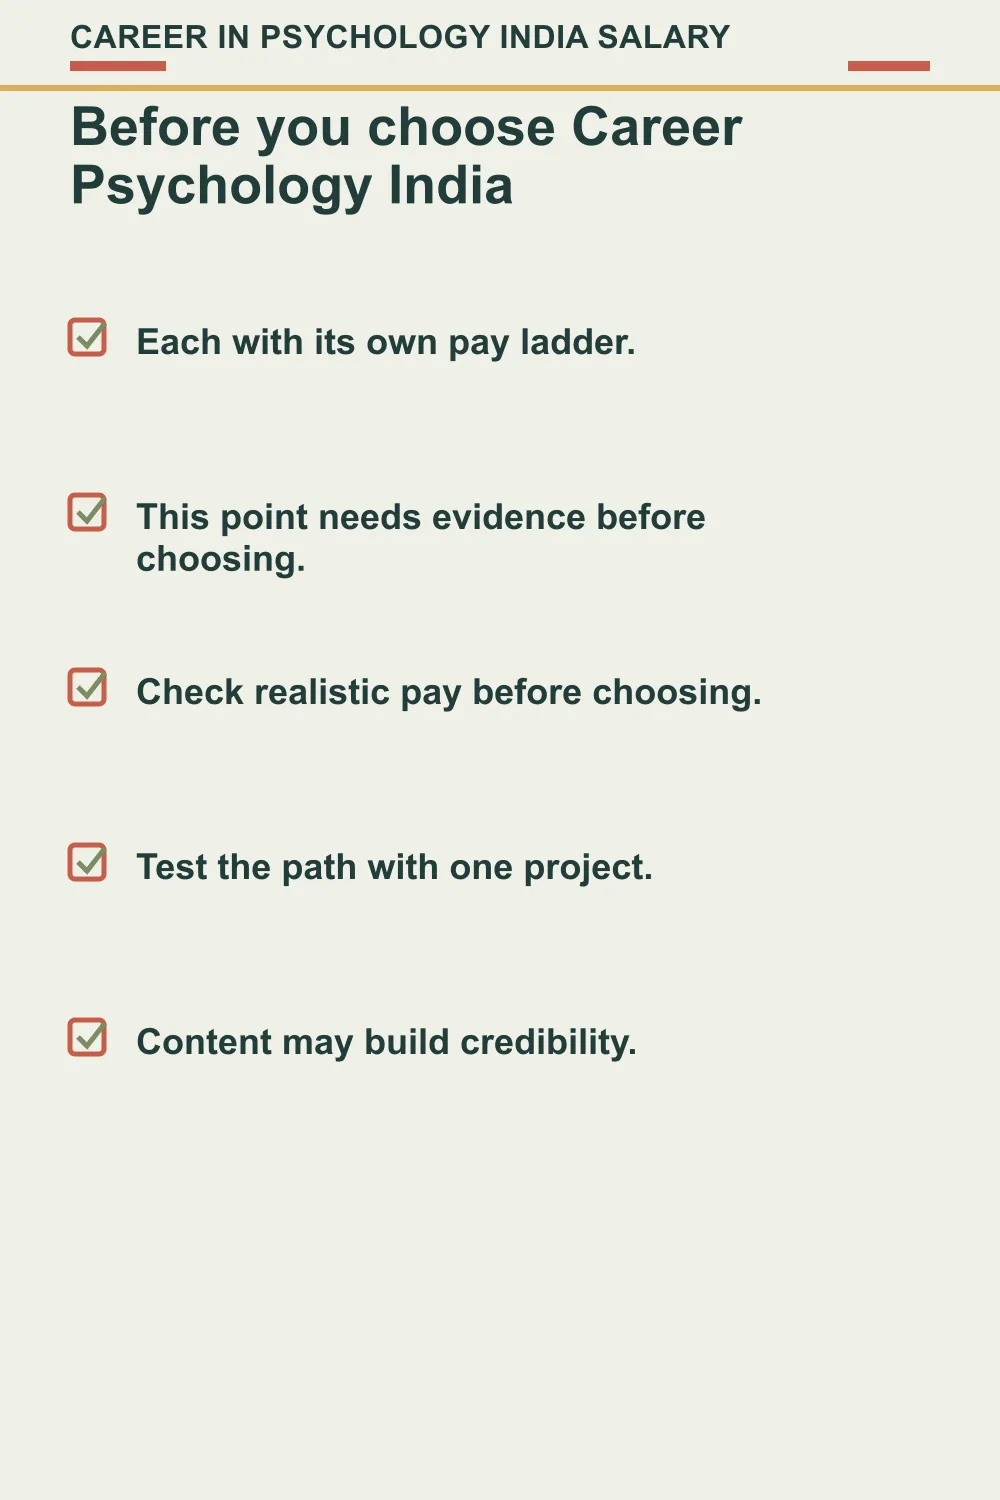 CAREER IN PSYCHOLOGY INDIA SALARY
Before you choose Career
Psychology India
Each with its own pay ladder.
This point needs evidence before
choosing.
Check realistic pay before choosing.
Test the path with one project.
Content may build credibility.